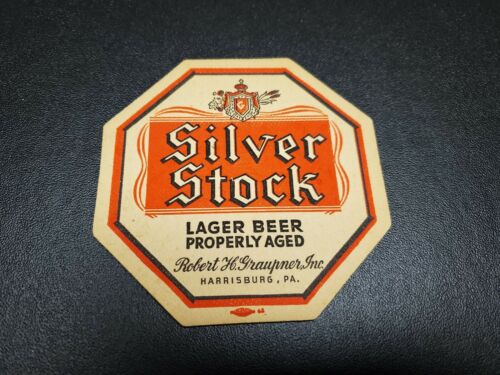 G
Silver
Stock
LAGER BEER
PROPERLY AGED
Robert H. Graupner, Inc.
HARRISBURG, PA.